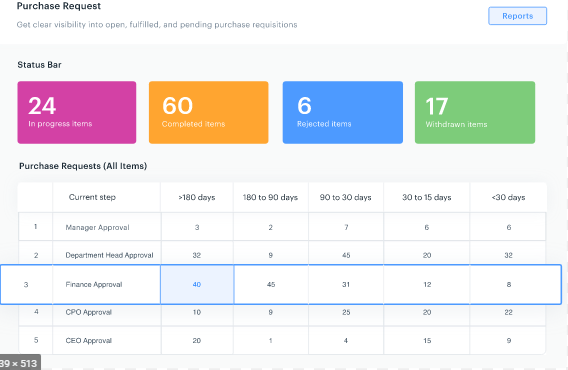 Purchase Request
Get clear visibility into open, fulfilled, and pending purchase requisitions
Reports
Status Bar
24 60 6 17
In progress items Completed items Rejected items Withdrawn items
Purchase Requests (All Items)
Current step >180 days 180 to 90 days 90 to 30 days 30 to 15 days <30 days
1 Manager Approval 3 2 7 6 6
2 Department Head Approval 32 9 45 20 32
3 Finance Approval 40 45 31 12 8
4 CPO Approval 10 9 25 20 22
5 CEO Approval 20 1 4 15 9
39 × 513